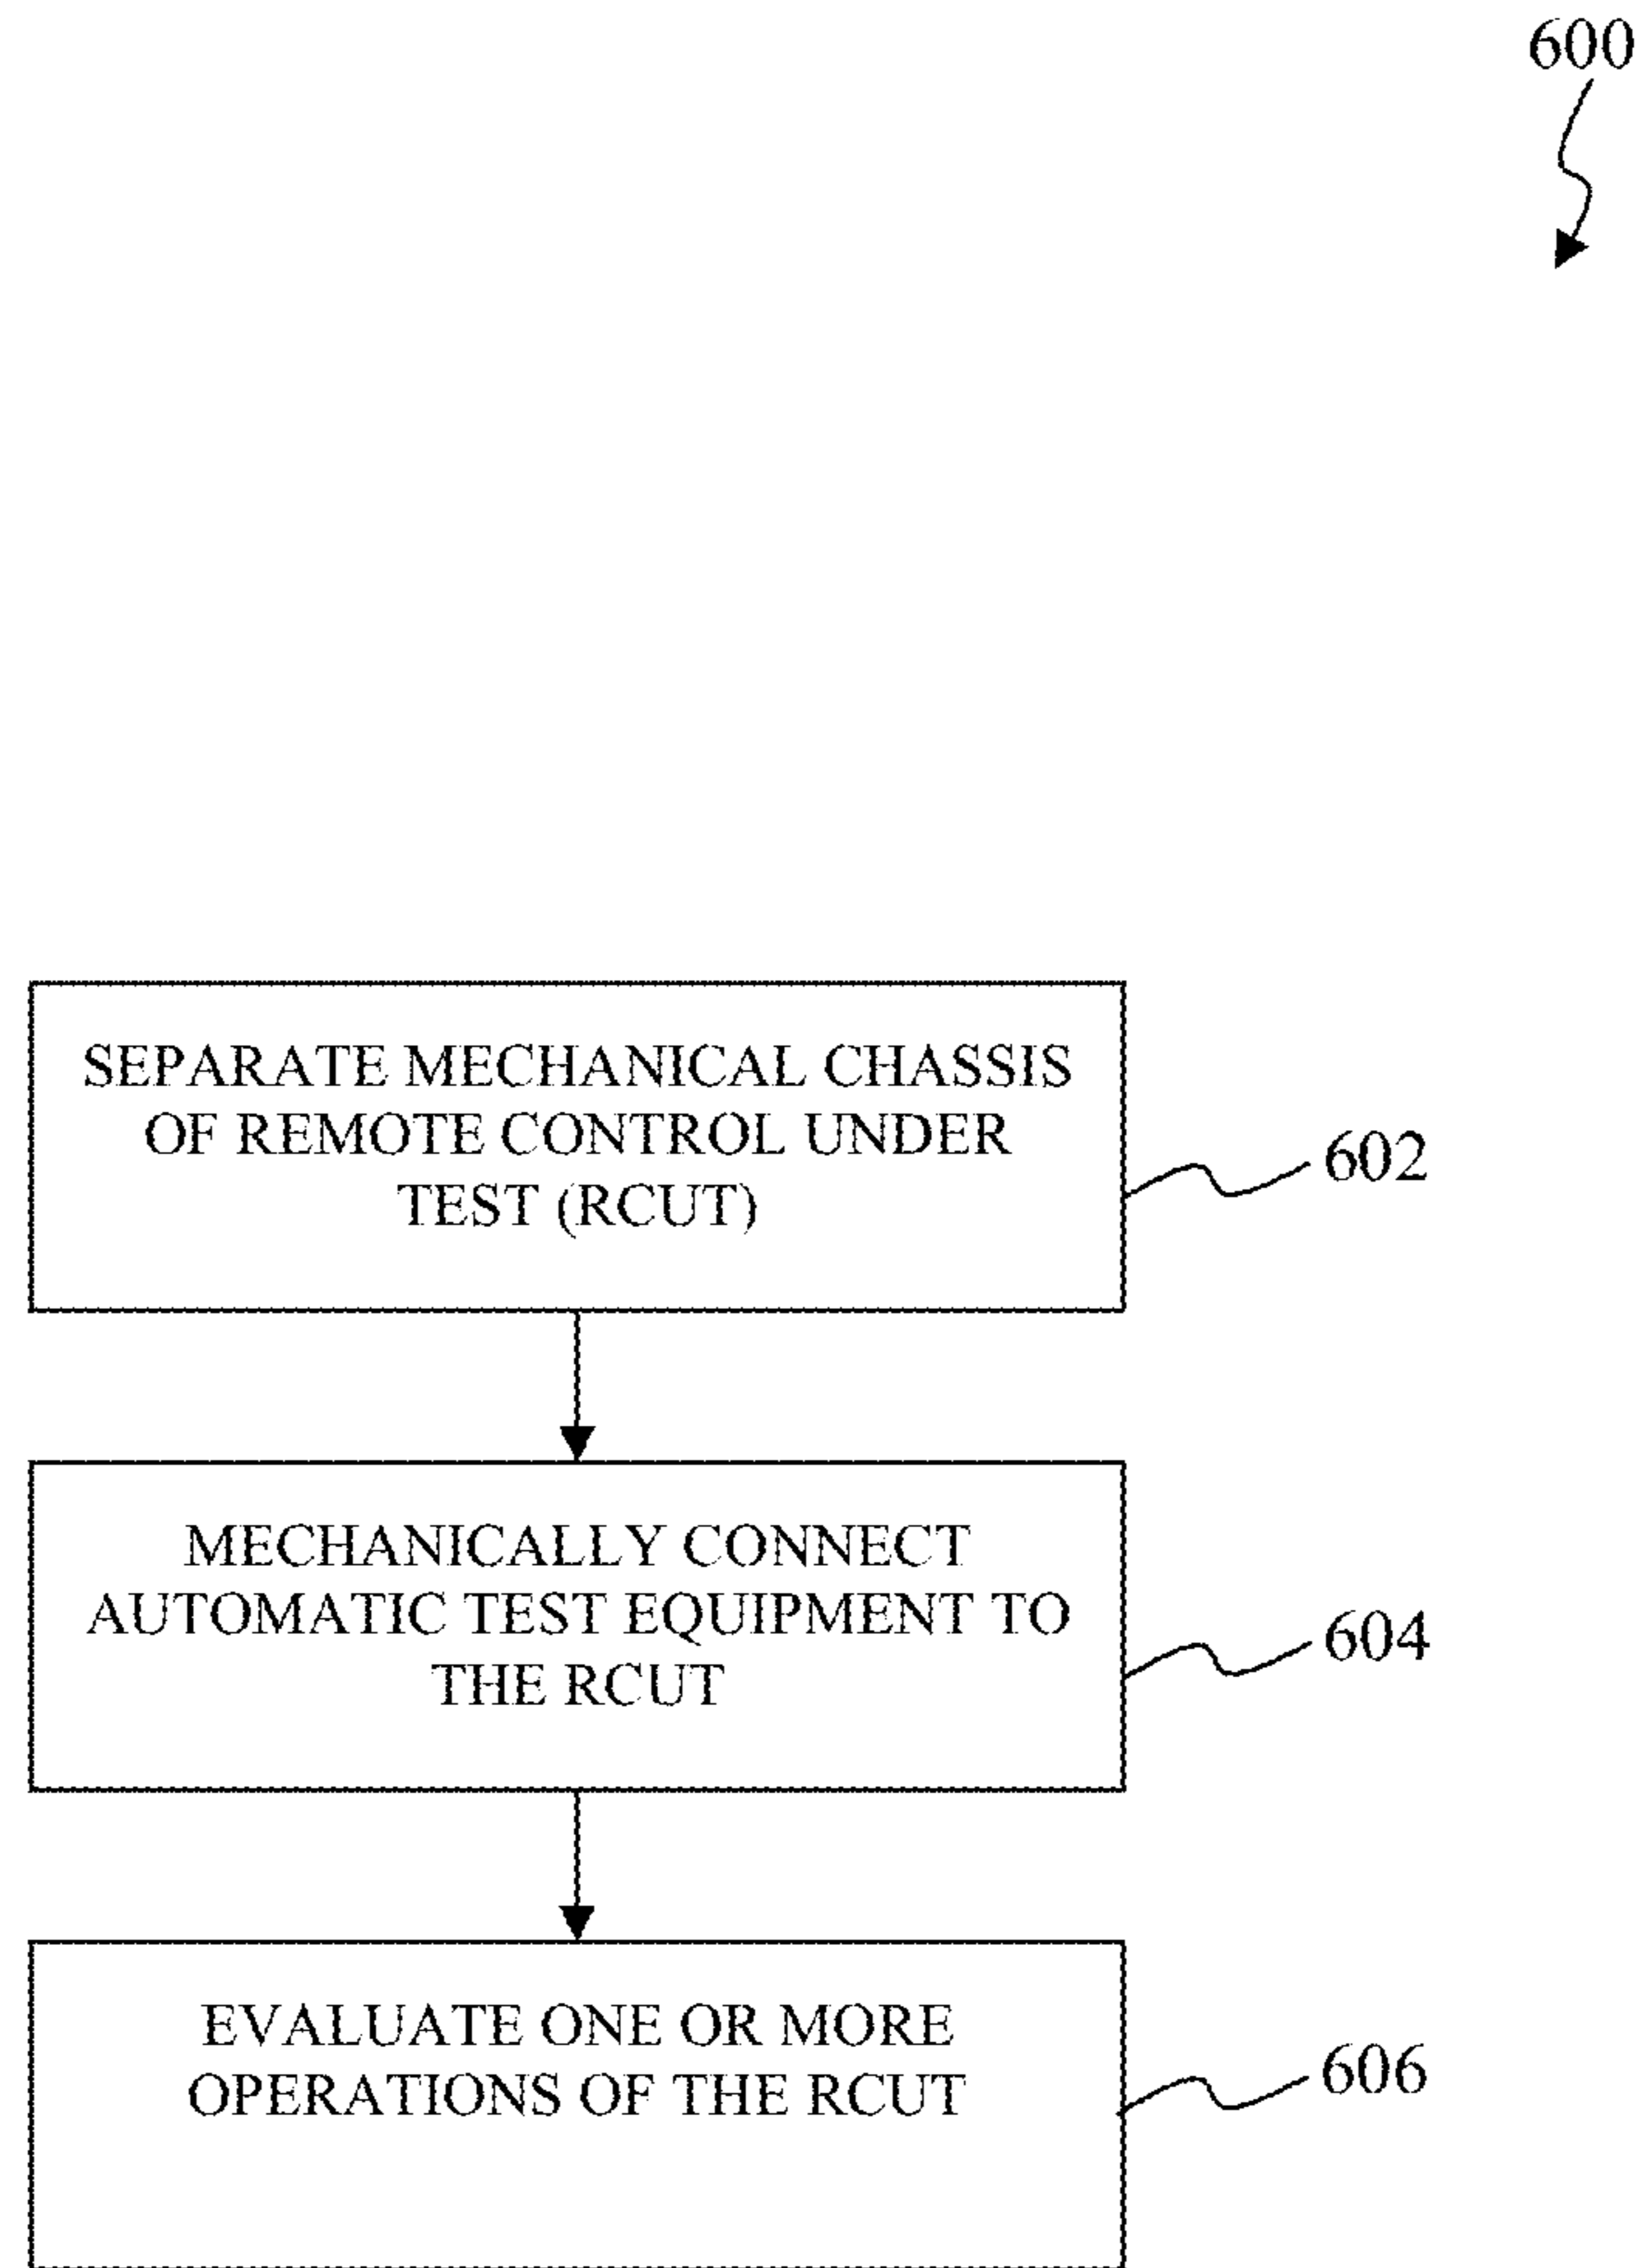 600
SEPARATE MECHANICAL CHASSIS
OF REMOTE CONTROL UNDER
TEST (RCUT)
602
MECHANICALLY CONNECT
AUTOMATIC TEST EQUIPMENT TO
THE RCUT
604
EVALUATE ONE OR MORE
OPERATIONS OF THE RCUT
606